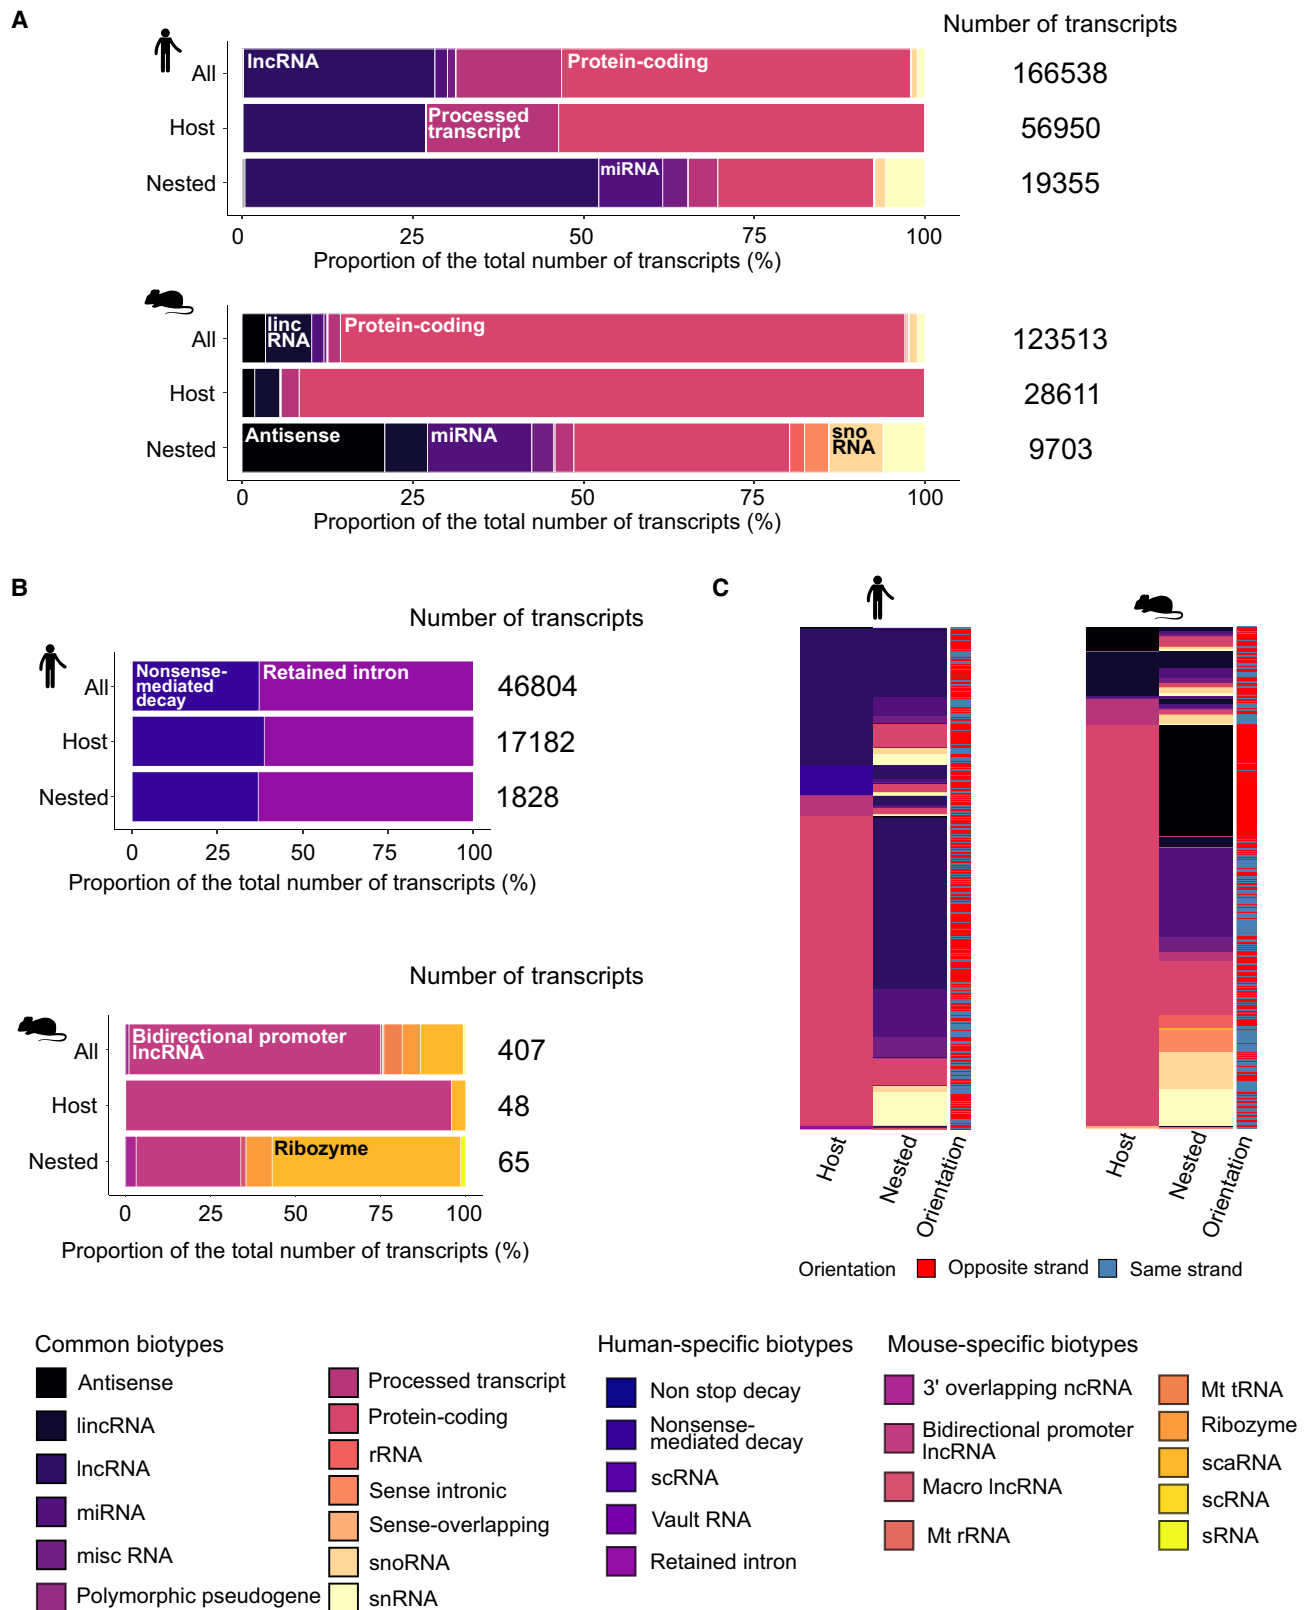 A
Number of transcripts
All
lncRNA
Protein-coding
166538
Host
Processed
transcript
56950
Nested
miRNA
19355
0 25 50 75 100
Proportion of the total number of transcripts (%)
All
linc
RNA
Protein-coding
123513
Host
28611
Nested
Antisense
miRNA
sno
RNA
9703
0 25 50 75 100
Proportion of the total number of transcripts (%)
B
Number of transcripts
All
Nonsense-
mediated
decay
Retained intron
46804
Host
17182
Nested
1828
0 25 50 75 100
Proportion of the total number of transcripts (%)
Number of transcripts
All
Bidirectional promoter
lncRNA
407
Host
48
Nested
Ribozyme
65
0 25 50 75 100
Proportion of the total number of transcripts (%)
C
Host
Nested
Orientation
Host
Nested
Orientation
Orientation Opposite strand Same strand
Common biotypes
Antisense
lincRNA
lncRNA
miRNA
misc RNA
Polymorphic pseudogene
Processed transcript
Protein-coding
rRNA
Sense intronic
Sense-overlapping
snoRNA
snRNA
Human-specific biotypes
Non stop decay
Nonsense-
mediated decay
scRNA
Vault RNA
Retained intron
Mouse-specific biotypes
3' overlapping ncRNA
Bidirectional promoter
lncRNA
Macro lncRNA
Mt rRNA
Mt tRNA
Ribozyme
scaRNA
scRNA
sRNA